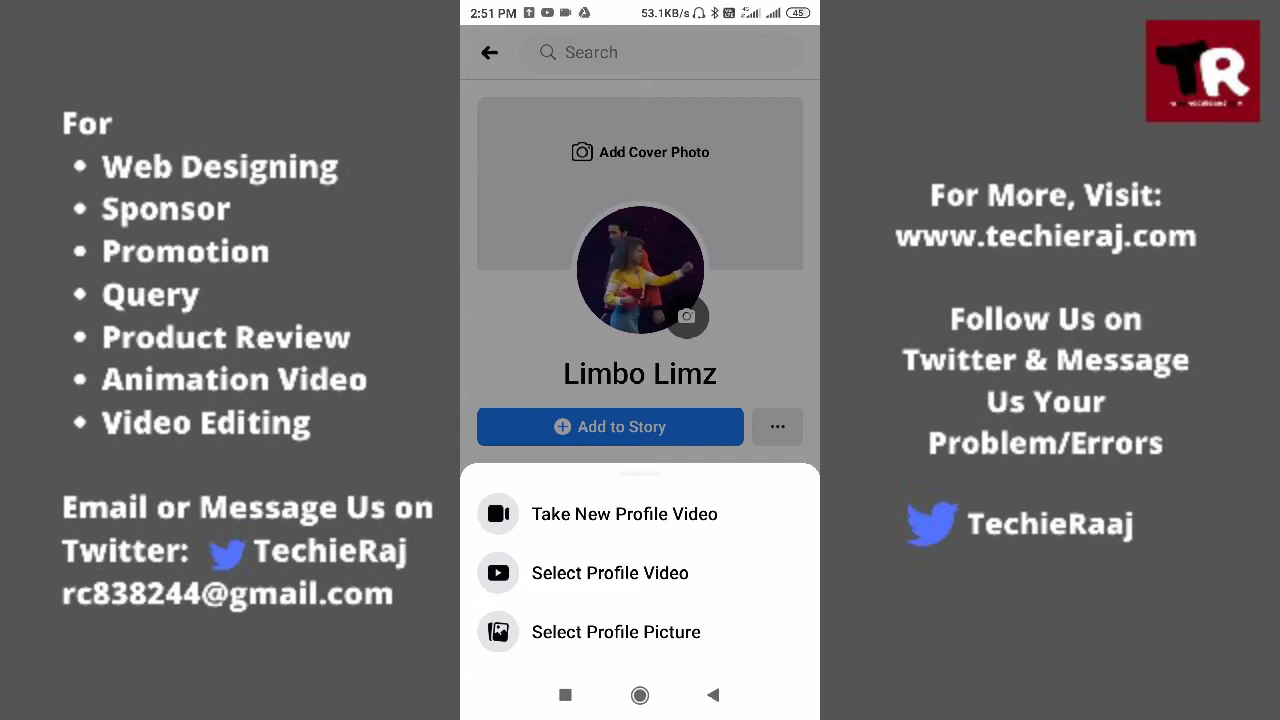 For
• Web Designing
• Sponsor
• Promotion
• Query
• Product Review
• Animation Video
• Video Editing
Email or Message Us on
Twitter: TechieRaj
rc838244@gmail.com
2:51 PM 53.1KB/s 4G 45
Search
Add Cover Photo
Limbo Limz
Add to Story
Take New Profile Video
Select Profile Video
Select Profile Picture
TR
For More, Visit:
www.techieraj.com
Follow Us on
Twitter & Message
Us Your
Problem/Errors
TechieRaaj